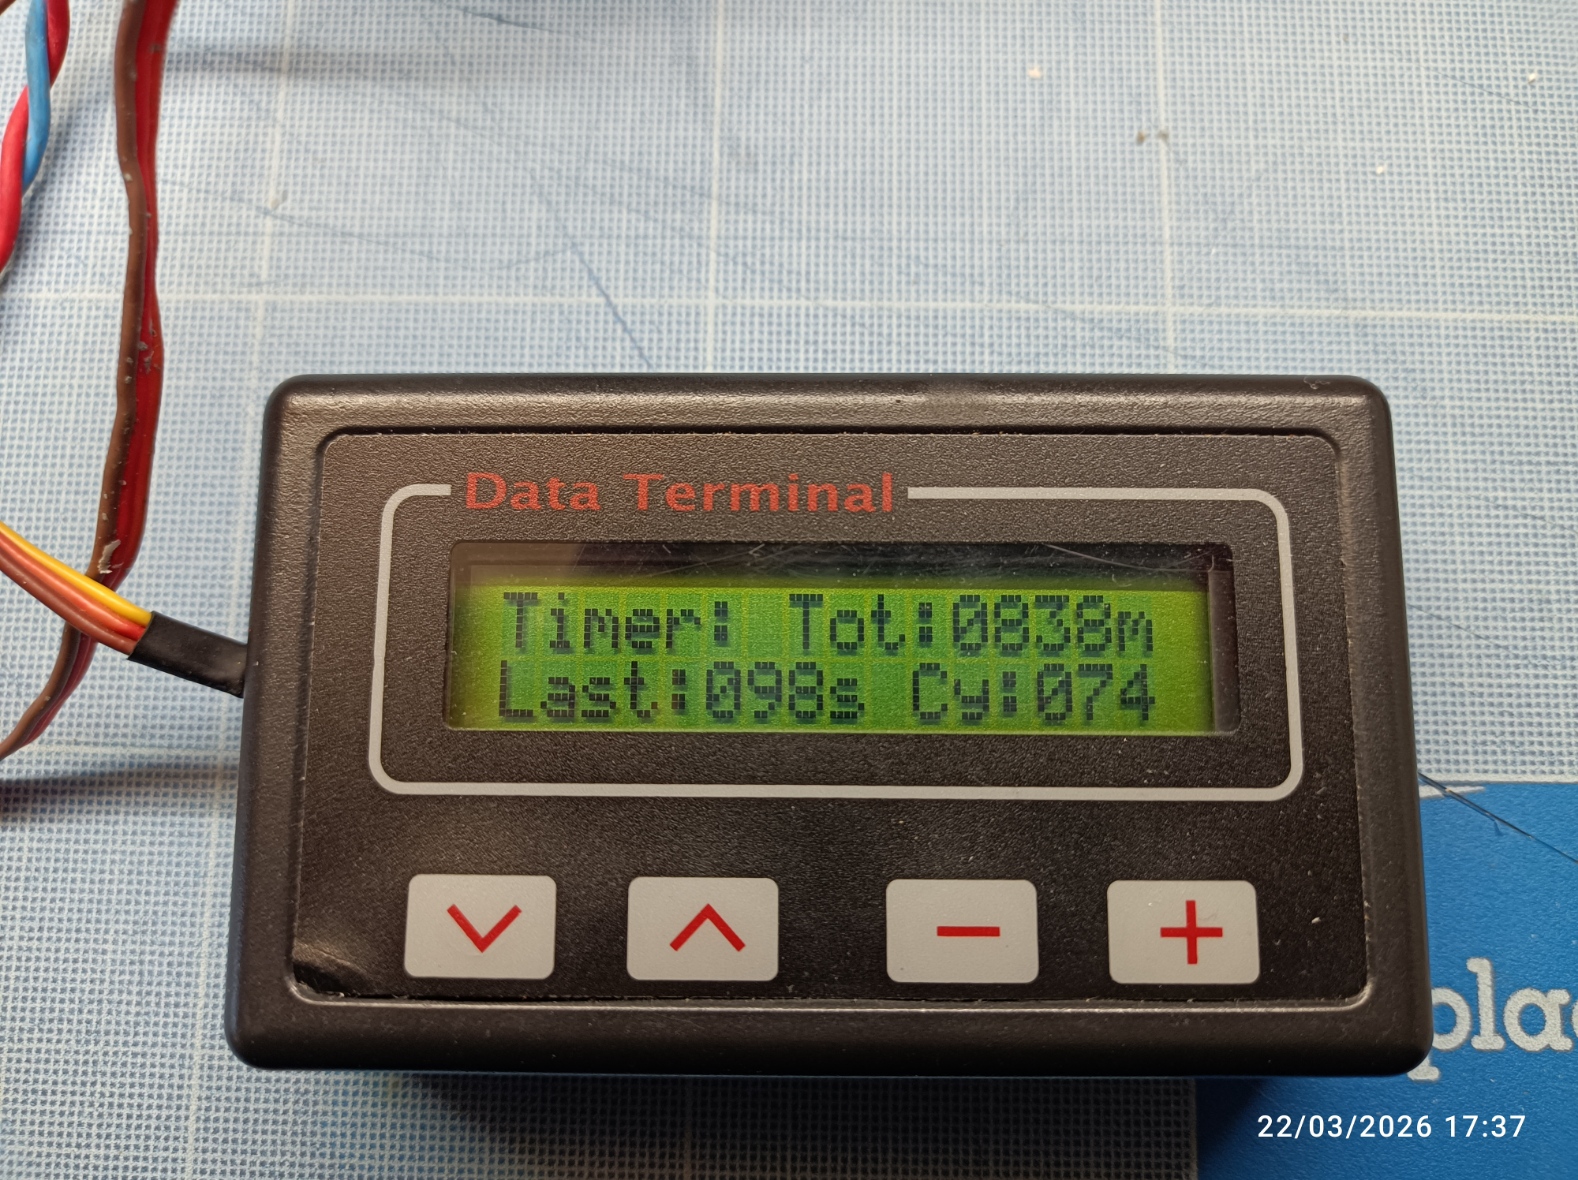 Data Terminal
Timer: Tot:0838m
Last:098s Cy:074
22/03/2026 17:37